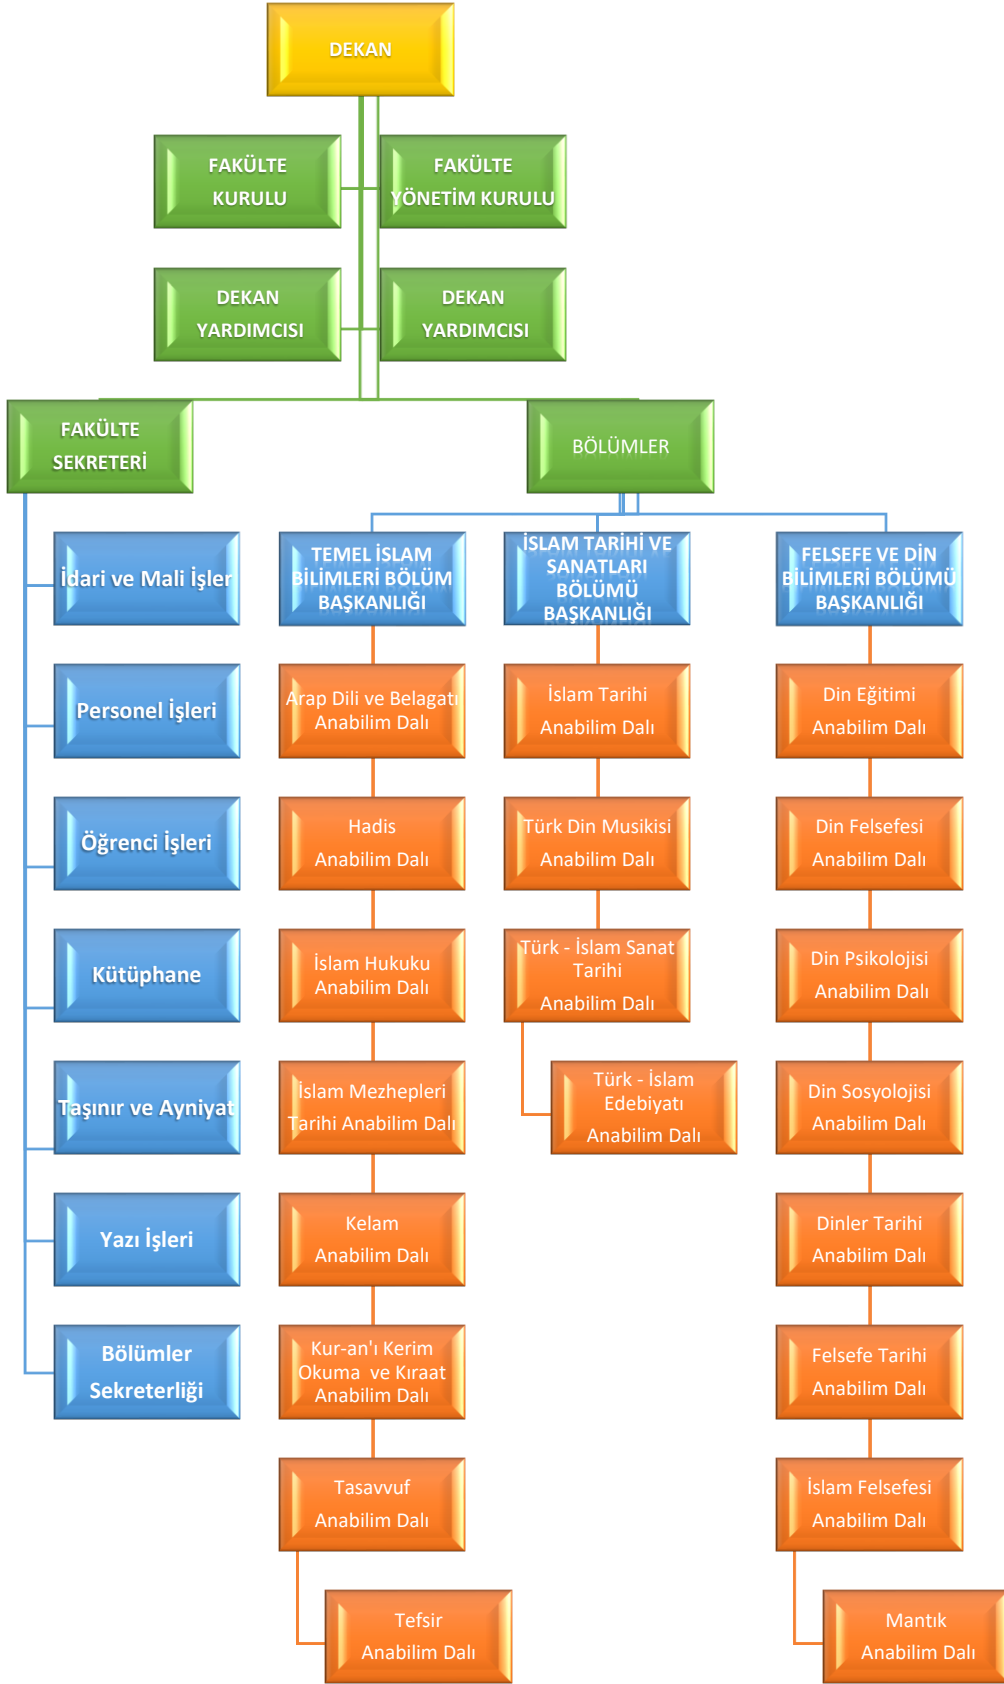 DEKAN
FAKÜLTE
KURULU
FAKÜLTE
YÖNETİM KURULU
DEKAN
YARDIMCISI
DEKAN
YARDIMCISI
FAKÜLTE
SEKRETERİ
BÖLÜMLER
İdari ve Mali İşler
Personel İşleri
Öğrenci İşleri
Kütüphane
Taşınır ve Ayniyat
Yazı İşleri
Bölümler
Sekreterliği
TEMEL İSLAM
BİLİMLERİ BÖLÜM
BAŞKANLIĞI
Arap Dili ve Belagatı
Anabilim Dalı
Hadis
Anabilim Dalı
İslam Hukuku
Anabilim Dalı
İslam Mezhepleri
Tarihi Anabilim Dalı
Kelam
Anabilim Dalı
Kur-an'ı Kerim
Okuma ve Kıraat
Anabilim Dalı
Tasavvuf
Anabilim Dalı
Tefsir
Anabilim Dalı
İSLAM TARİHİ VE
SANATLARI
BÖLÜMÜ
BAŞKANLIĞI
İslam Tarihi
Anabilim Dalı
Türk Din Musikisi
Anabilim Dalı
Türk - İslam Sanat
Tarihi
Anabilim Dalı
Türk - İslam
Edebiyatı
Anabilim Dalı
FELSEFE VE DİN
BİLİMLERİ BÖLÜMÜ
BAŞKANLIĞI
Din Eğitimi
Anabilim Dalı
Din Felsefesi
Anabilim Dalı
Din Psikolojisi
Anabilim Dalı
Din Sosyolojisi
Anabilim Dalı
Dinler Tarihi
Anabilim Dalı
Felsefe Tarihi
Anabilim Dalı
İslam Felsefesi
Anabilim Dalı
Mantık
Anabilim Dalı